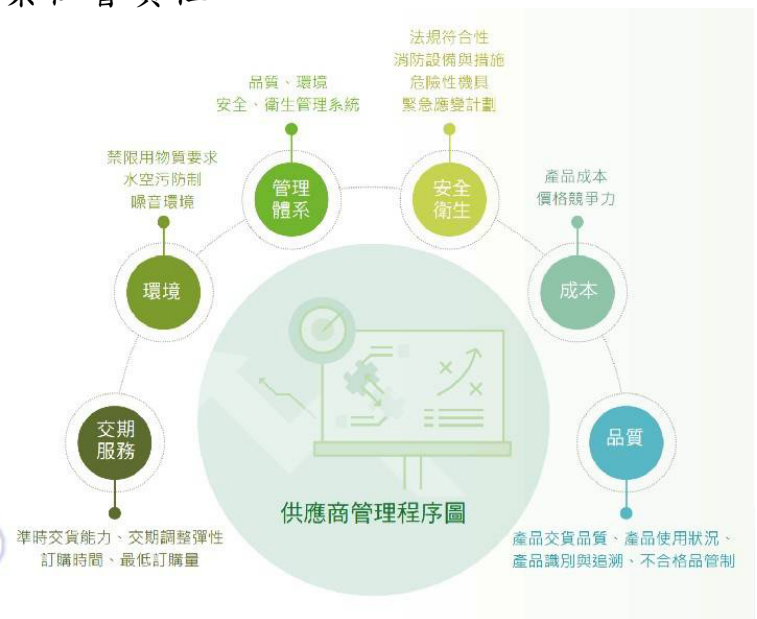 法規符合性
消防設備與措施
危險性機具
緊急應變計劃
品質、環境
安全、衛生管理系統
禁限用物質要求
水空污防制
噪音環境
產品成本
價格競爭力
管理
體系
安全
衛生
環境
成本
交期
服務
品質
供應商管理程序圖
準時交貨能力、交期調整彈性
訂購時間、最低訂購量
產品交貨品質、產品使用狀況、
產品識別與追溯、不合格品管制